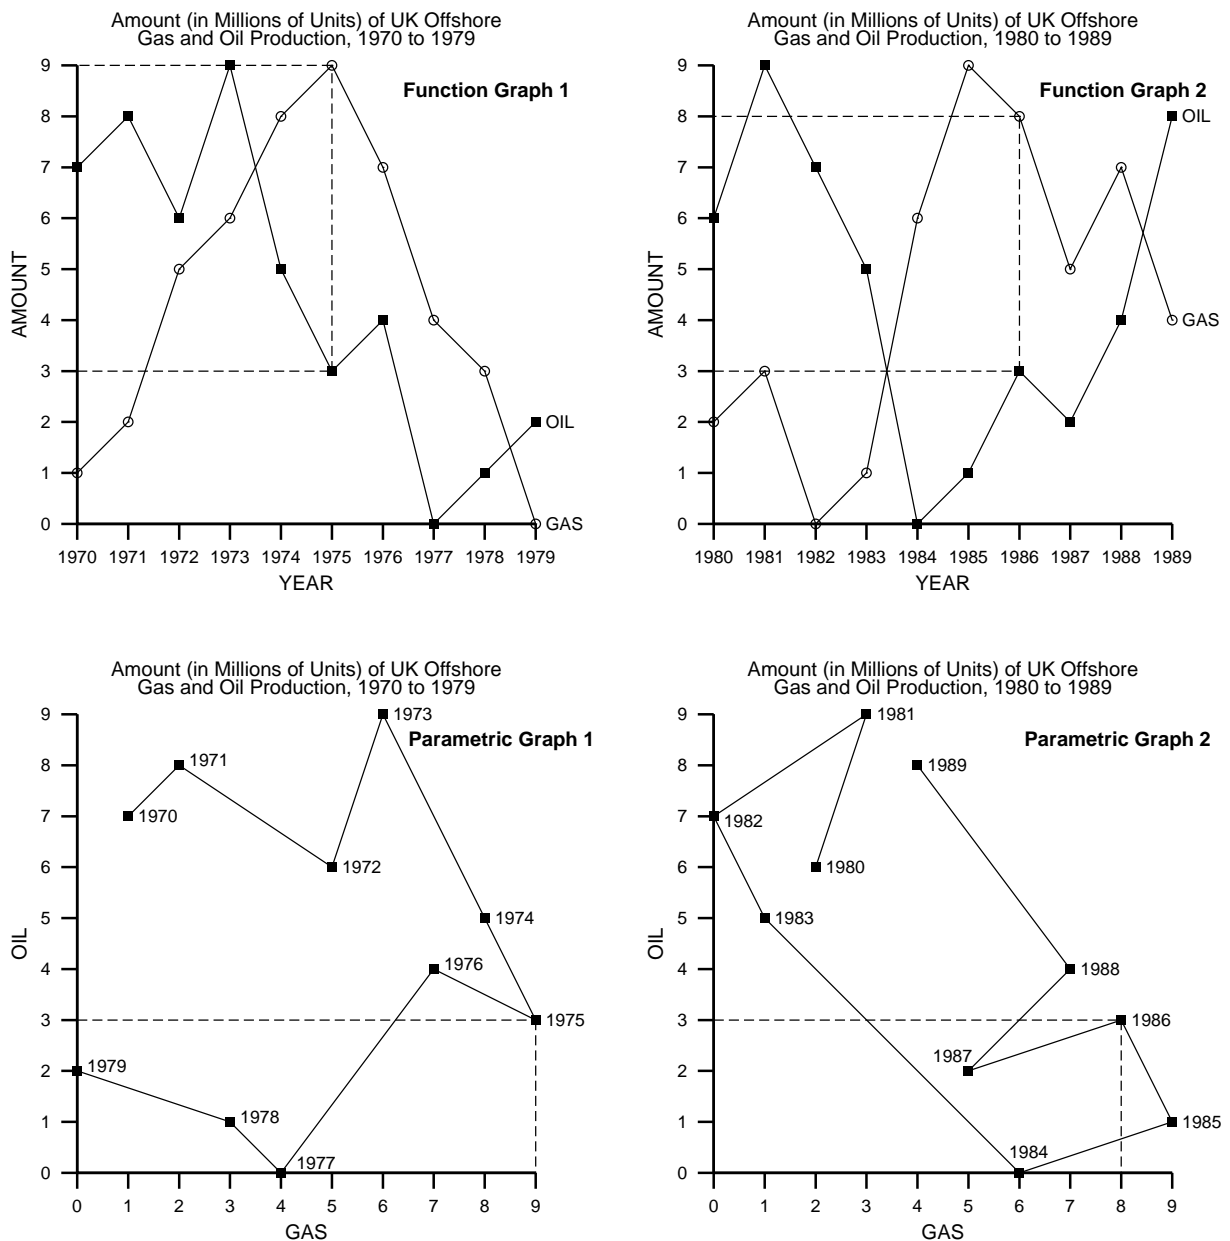 Amount (in Millions of Units) of UK Offshore
Gas and Oil Production, 1970 to 1979
Function Graph 1
AMOUNT
9
8
7
6
5
4
3
2
1
0
OIL
GAS
1970 1971 1972 1973 1974 1975 1976 1977 1978 1979
YEAR
Amount (in Millions of Units) of UK Offshore
Gas and Oil Production, 1980 to 1989
Function Graph 2
AMOUNT
9
8
7
6
5
4
3
2
1
0
OIL
GAS
1980 1981 1982 1983 1984 1985 1986 1987 1988 1989
YEAR
Amount (in Millions of Units) of UK Offshore
Gas and Oil Production, 1970 to 1979
Parametric Graph 1
OIL
9
8
7
6
5
4
3
2
1
0
1973
1971
1970
1972
1974
1976
1975
1979
1978
1977
0 1 2 3 4 5 6 7 8 9
GAS
Amount (in Millions of Units) of UK Offshore
Gas and Oil Production, 1980 to 1989
Parametric Graph 2
OIL
9
8
7
6
5
4
3
2
1
0
1981
1989
1982
1980
1983
1988
1986
1987
1985
1984
0 1 2 3 4 5 6 7 8 9
GAS